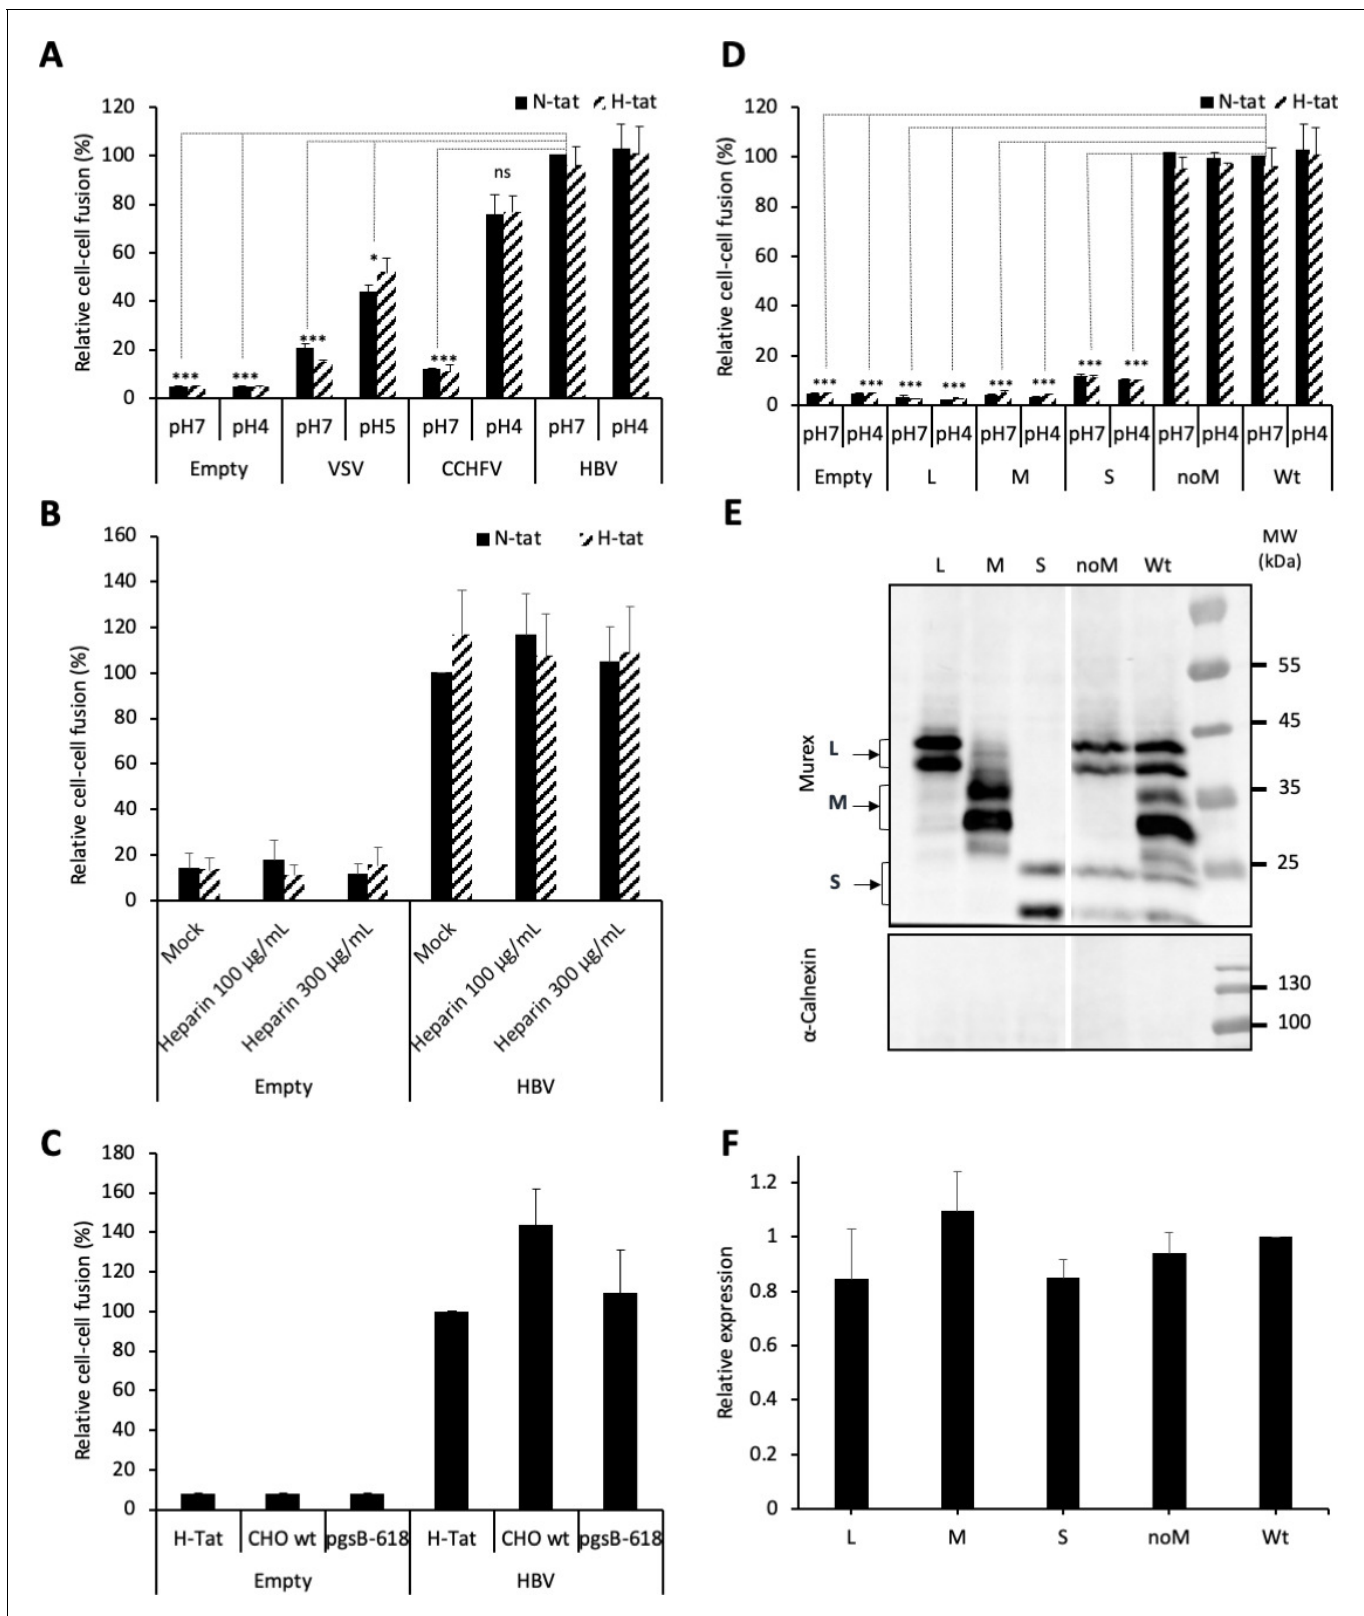 A
N-tat H-tat
Relative cell-cell fusion (%)
120
100
80
60
40
20
0
ns
*
***
***
***
***
pH7 pH4 pH7 pH5 pH7 pH4 pH7 pH4
Empty VSV CCHFV HBV
B
N-tat H-tat
Relative cell-cell fusion (%)
160
140
120
100
80
60
40
20
0
Mock
Heparin 100 µg/mL
Heparin 300 µg/mL
Mock
Heparin 100 µg/mL
Heparin 300 µg/mL
Empty HBV
C
Relative cell-cell fusion (%)
180
160
140
120
100
80
60
40
20
0
H-Tat CHO wt pgsB-618 H-Tat CHO wt pgsB-618
Empty HBV
D
N-tat H-tat
Relative cell-cell fusion (%)
120
100
80
60
40
20
0
*** *** *** *** *** *** *** ***
pH7 pH4 pH7 pH4 pH7 pH4 pH7 pH4 pH7 pH4 pH7 pH4
Empty L M S noM Wt
E
L M S noM Wt
MW
(kDa)
55
45
35
25
Murex
L
M
S
α-Calnexin
130
100
F
Relative expression
1.2
1
0.8
0.6
0.4
0.2
0
L M S noM Wt